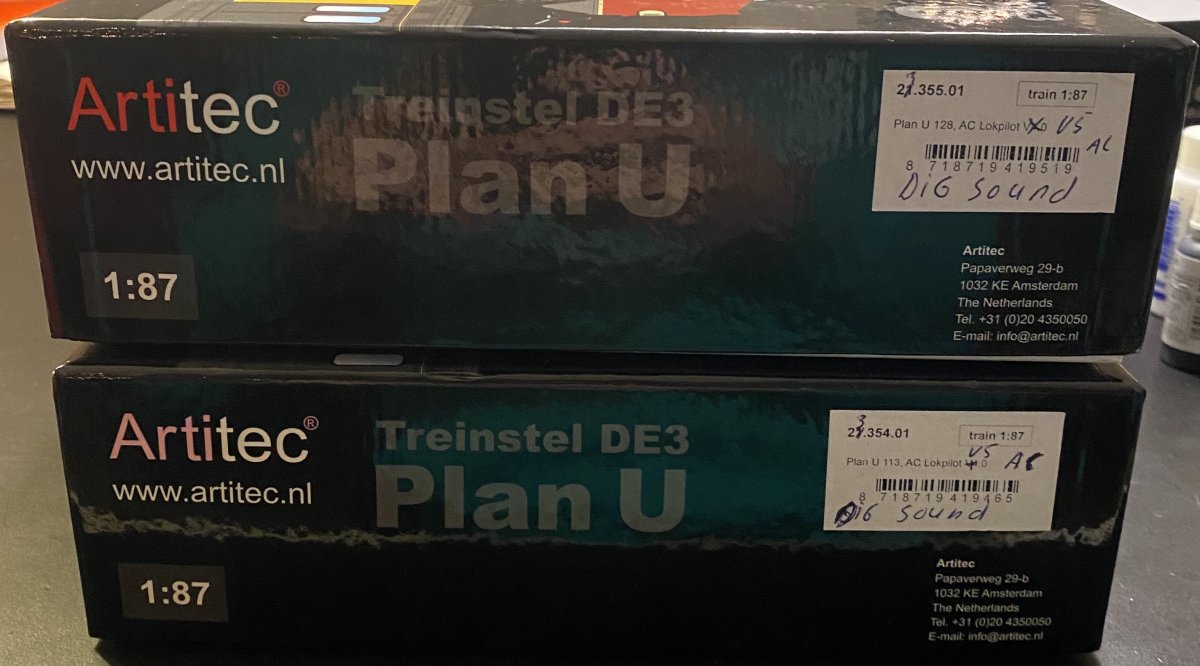 Artitec®
www.artitec.nl
1:87
Treinstel DE3
Plan U
23.355.01
train 1:87
Plan U 128, AC Lokpilot V5
AC
8 718719 419519
DiG Sound
Artitec
Papaverweg 29-b
1032 KE Amsterdam
The Netherlands
Tel. +31 (0)20 4350050
E-mail: info@artitec.nl
Artitec®
www.artitec.nl
1:87
Treinstel DE3
Plan U
23.354.01
train 1:87
Plan U 113, AC Lokpilot V5
AC
8 718719 419465
DiG Sound
Artitec
Papaverweg 29-b
1032 KE Amsterdam
The Netherlands
Tel. +31 (0)20 4350050
E-mail: info@artitec.nl